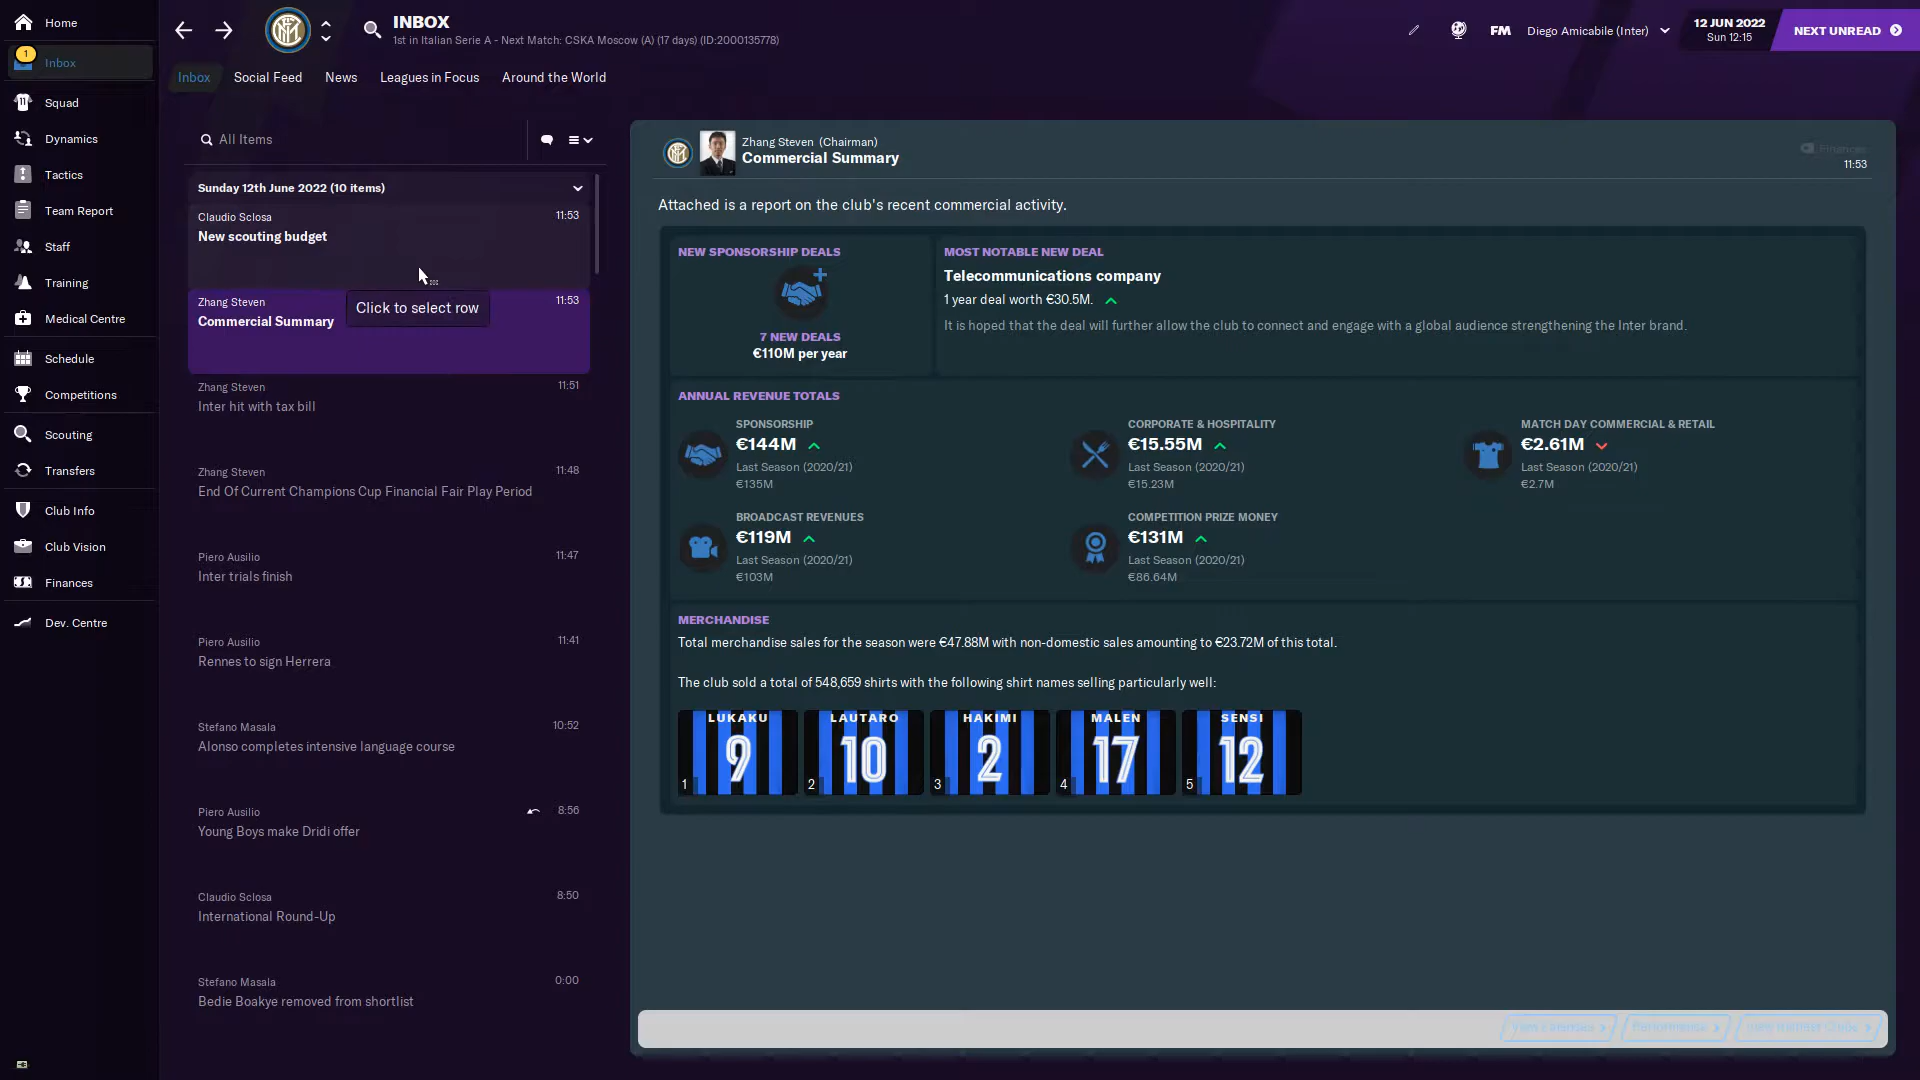 Home
1
Inbox
Squad
Dynamics
Tactics
Team Report
Staff
Training
Medical Centre
Schedule
Competitions
Scouting
Transfers
Club Info
Club Vision
Finances
Dev. Centre
INBOX
1st in Italian Serie A - Next Match: CSKA Moscow (A) (17 days) (ID:2000135778)
FM
Diego Amicabile (Inter)
12 JUN 2022
Sun 12:15
NEXT UNREAD
Inbox
Social Feed
News
Leagues in Focus
Around the World
All Items
Sunday 12th June 2022 (10 items)
Claudio Sclosa 11:53
New scouting budget
Click to select row
Zhang Steven 11:53
Commercial Summary
Zhang Steven 11:51
Inter hit with tax bill
Zhang Steven 11:48
End Of Current Champions Cup Financial Fair Play Period
Piero Ausilio 11:47
Inter trials finish
Piero Ausilio 11:41
Rennes to sign Herrera
Stefano Masala 10:52
Alonso completes intensive language course
Piero Ausilio 8:56
Young Boys make Dridi offer
Claudio Sclosa 8:50
International Round-Up
Stefano Masala 0:00
Bedie Boakye removed from shortlist
Zhang Steven (Chairman)
Commercial Summary
Finances
11:53
Attached is a report on the club's recent commercial activity.
NEW SPONSORSHIP DEALS
7 NEW DEALS
€110M per year
MOST NOTABLE NEW DEAL
Telecommunications company
1 year deal worth €30.5M.
It is hoped that the deal will further allow the club to connect and engage with a global audience strengthening the Inter brand.
ANNUAL REVENUE TOTALS
SPONSORSHIP
€144M
Last Season (2020/21)
€135M
CORPORATE & HOSPITALITY
€15.55M
Last Season (2020/21)
€15.23M
MATCH DAY COMMERCIAL & RETAIL
€2.61M
Last Season (2020/21)
€2.7M
BROADCAST REVENUES
€119M
Last Season (2020/21)
€103M
COMPETITION PRIZE MONEY
€131M
Last Season (2020/21)
€86.64M
MERCHANDISE
Total merchandise sales for the season were €47.88M with non-domestic sales amounting to €23.72M of this total.
The club sold a total of 548,659 shirts with the following shirt names selling particularly well:
LUKAKU
9
1
LAUTARO
10
2
HAKIMI
2
3
MALEN
17
4
SENSI
12
5